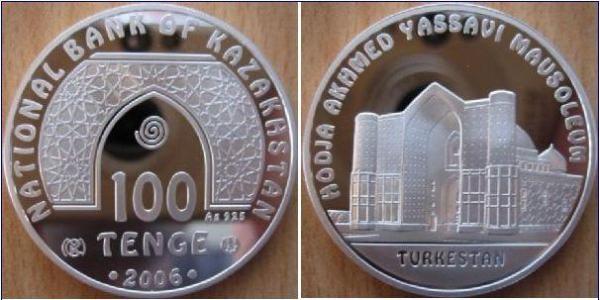 NATIONAL BANK OF KAZAKHSTAN
100
Ag 925
TENGE
• 2006 •
HODJA AKHMED YASSAVI MAUSOLEUM
TURKESTAN